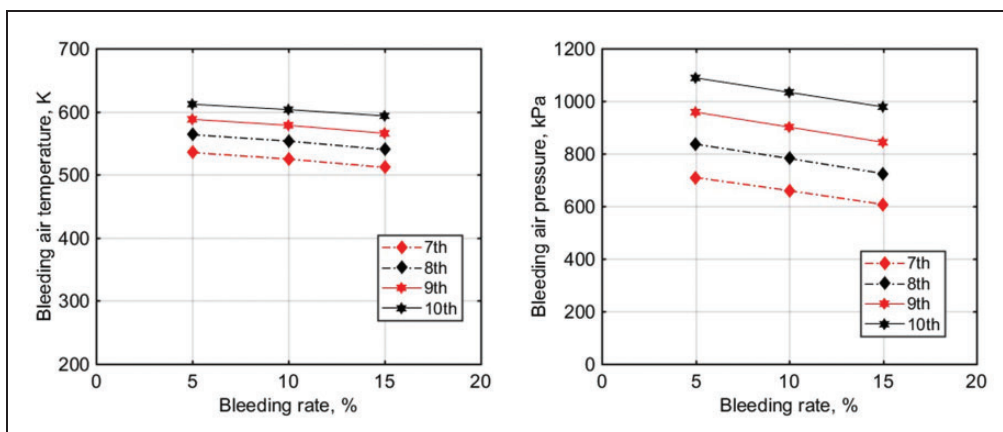 700
600
500
400
300
200
0
5
10
15
20
Bleeding air temperature, K
Bleeding rate, %
7th
8th
9th
10th
1200
1000
800
600
400
200
0
0
5
10
15
20
Bleeding air pressure, kPa
Bleeding rate, %
7th
8th
9th
10th